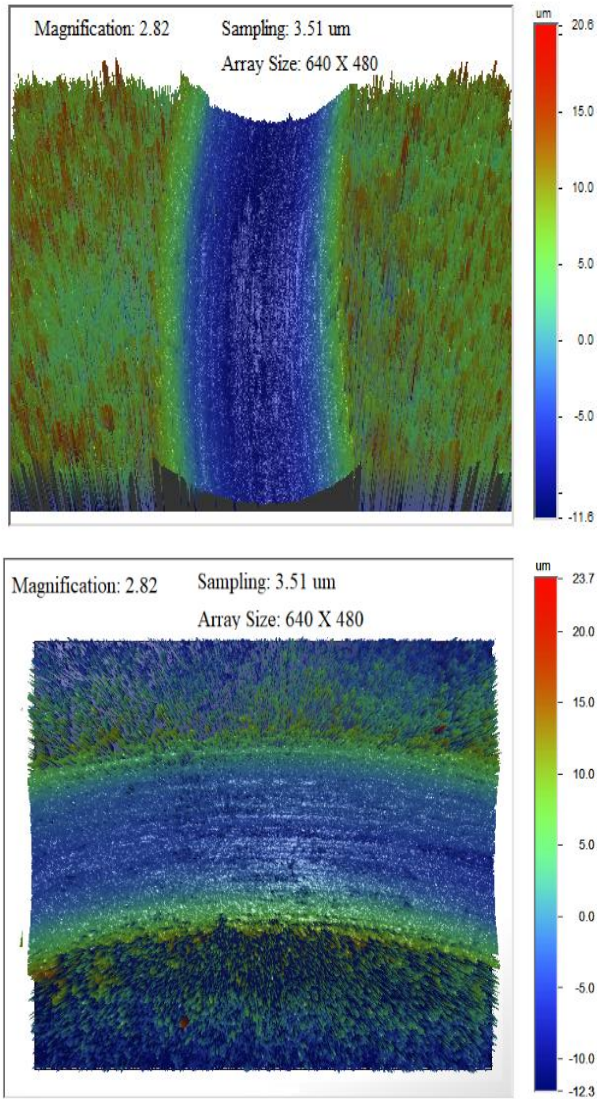 um
Magnification: 2.82 Sampling: 3.51 um
20.6
Array Size: 640 X 480
15.0
10.0
5.0
0.0
-5.0
-11.6
um
Magnification: 2.82 Sampling: 3.51 um
23.7
Array Size: 640 X 480
20.0
15.0
10.0
5.0
0.0
-5.0
-10.0
-12.3